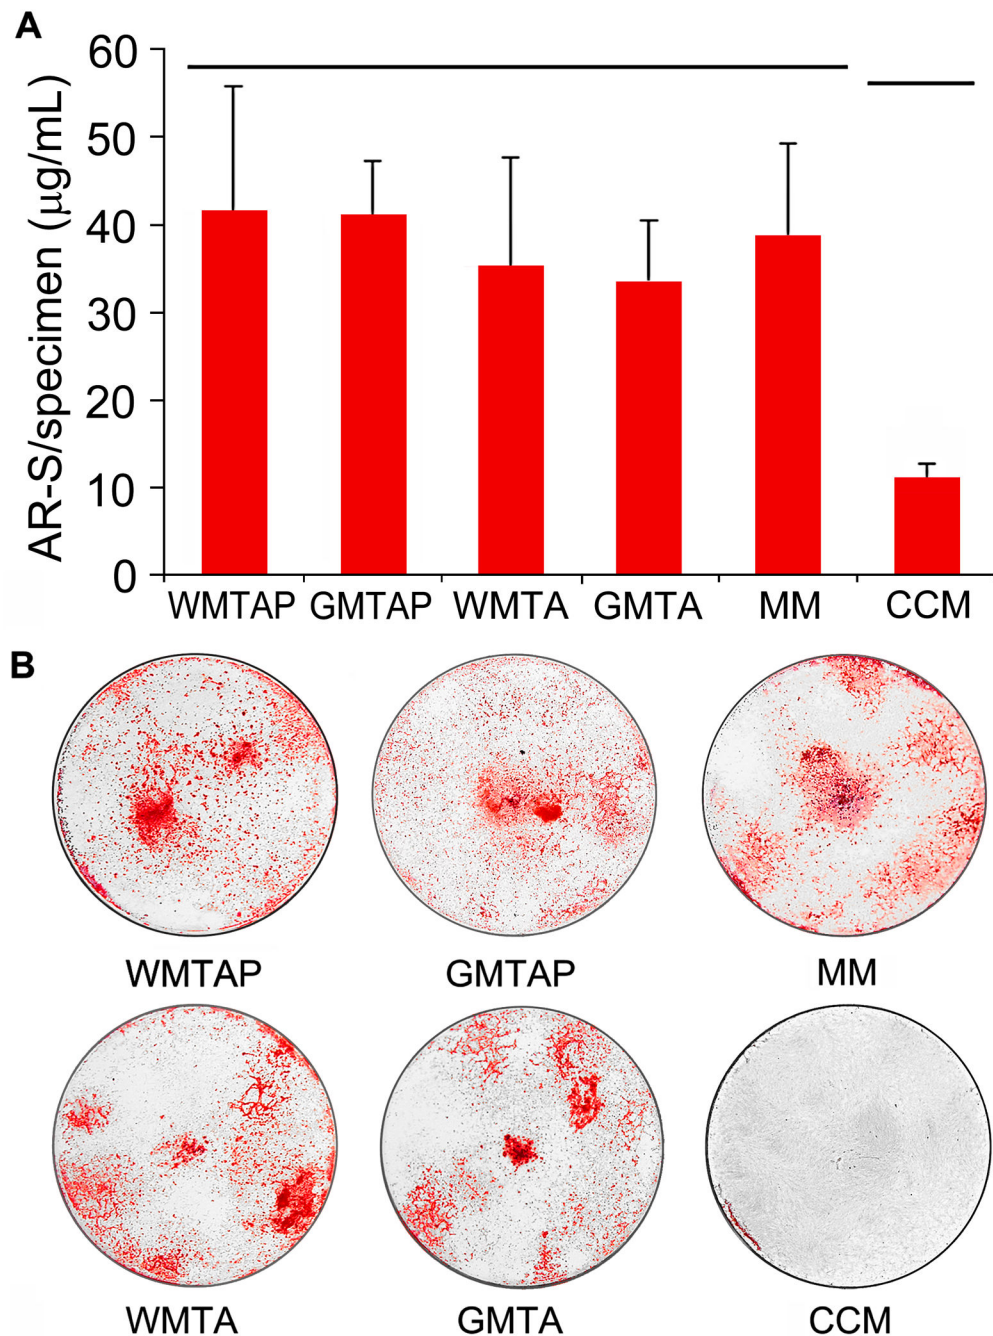 A
AR-S/specimen (μg/mL)
60
50
40
30
20
10
0
WMTAP GMTAP WMTA GMTA MM CCM
B
WMTAP GMTAP MM
WMTA GMTA CCM